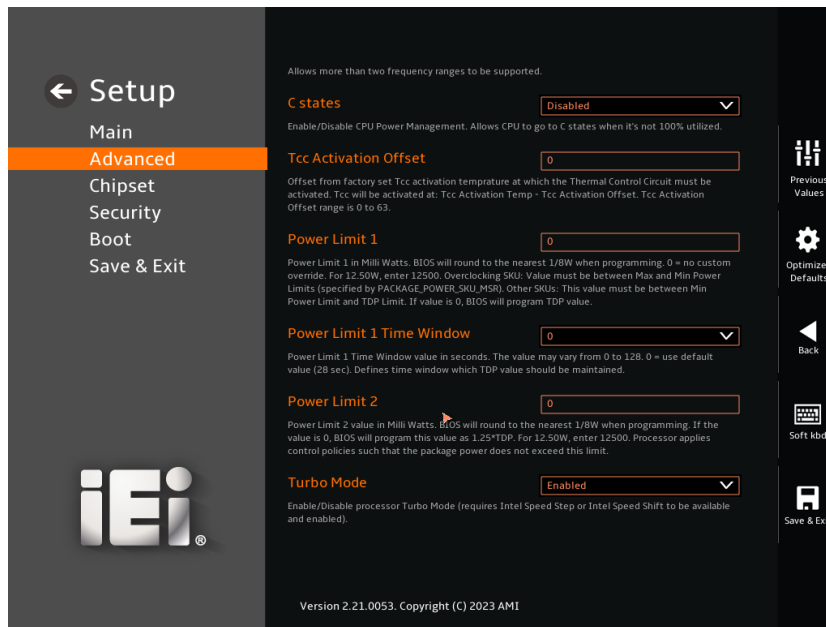 Setup
Main
Advanced
Chipset
Security
Boot
Save & Exit
iEi
®
Allows more than two frequency ranges to be supported.
C states
Disabled
Enable/Disable CPU Power Management. Allows CPU to go to C states when it's not 100% utilized.
Tcc Activation Offset
0
Offset from factory set Tcc activation temprature at which the Thermal Control Circuit must be
activated. Tcc will be activated at: Tcc Activation Temp - Tcc Activation Offset. Tcc Activation
Offset range is 0 to 63.
Power Limit 1
0
Power Limit 1 in Milli Watts. BIOS will round to the nearest 1/8W when programming. 0 = no custom
override. For 12.50W, enter 12500. Overclocking SKU: Value must be between Max and Min Power
Limits (specified by PACKAGE_POWER_SKU_MSR). Other SKUs: This value must be between Min
Power Limit and TDP Limit. If value is 0, BIOS will program TDP value.
Power Limit 1 Time Window
0
Power Limit 1 Time Window value in seconds. The value may vary from 0 to 128. 0 = use default
value (28 sec). Defines time window which TDP value should be maintained.
Power Limit 2
0
Power Limit 2 value in Milli Watts. BIOS will round to the nearest 1/8W when programming. If the
value is 0, BIOS will program this value as 1.25*TDP. For 12.50W, enter 12500. Processor applies
control policies such that the package power does not exceed this limit.
Turbo Mode
Enabled
Enable/Disable processor Turbo Mode (requires Intel Speed Step or Intel Speed Shift to be available
and enabled).
Version 2.21.0053. Copyright (C) 2023 AMI
Previous
Values
Optimize
Defaults
Back
Soft kbd
Save & Ex